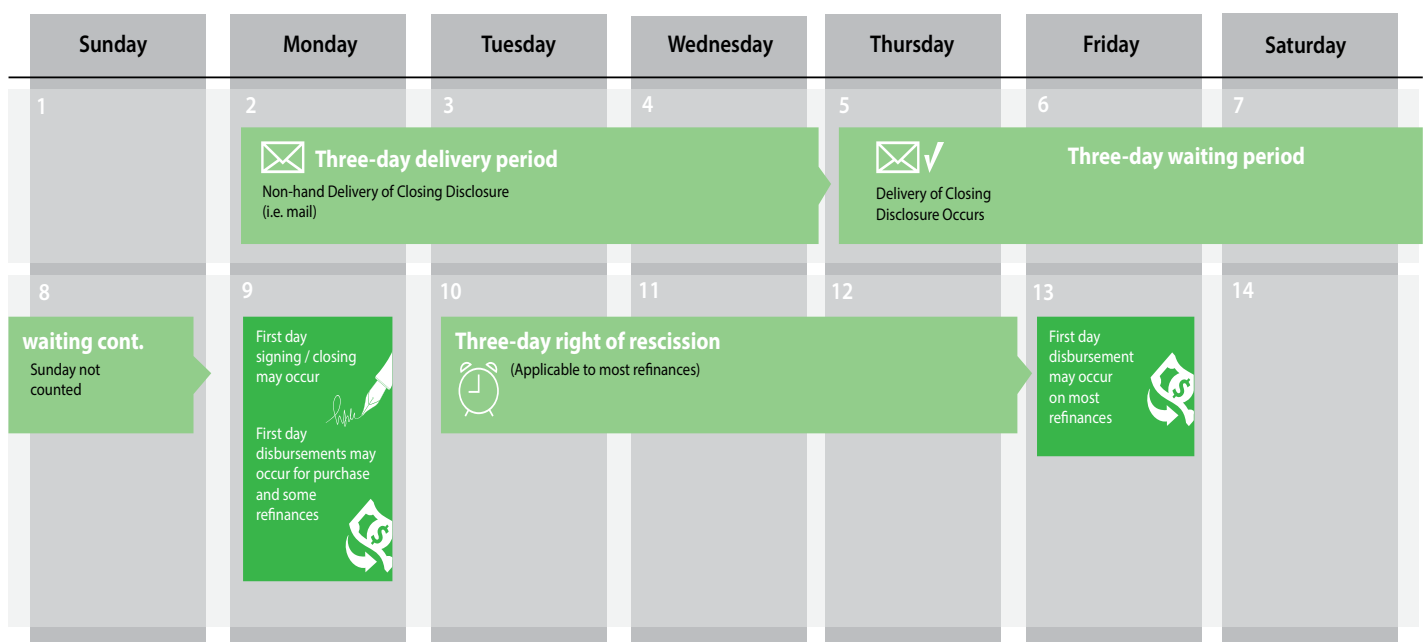 Sunday
Monday
Tuesday
Wednesday
Thursday
Friday
Saturday
1
2
3
4
5
6
7
Three-day delivery period
Non-hand Delivery of Closing Disclosure
(i.e. mail)
Three-day waiting period
Delivery of Closing
Disclosure Occurs
8
9
10
11
12
13
14
waiting cont.
Sunday not
counted
First day
signing / closing
may occur
First day
disbursements may
occur for purchase
and some
refinances
Three-day right of rescission
(Applicable to most refinances)
First day
disbursement
may occur
on most
refinances